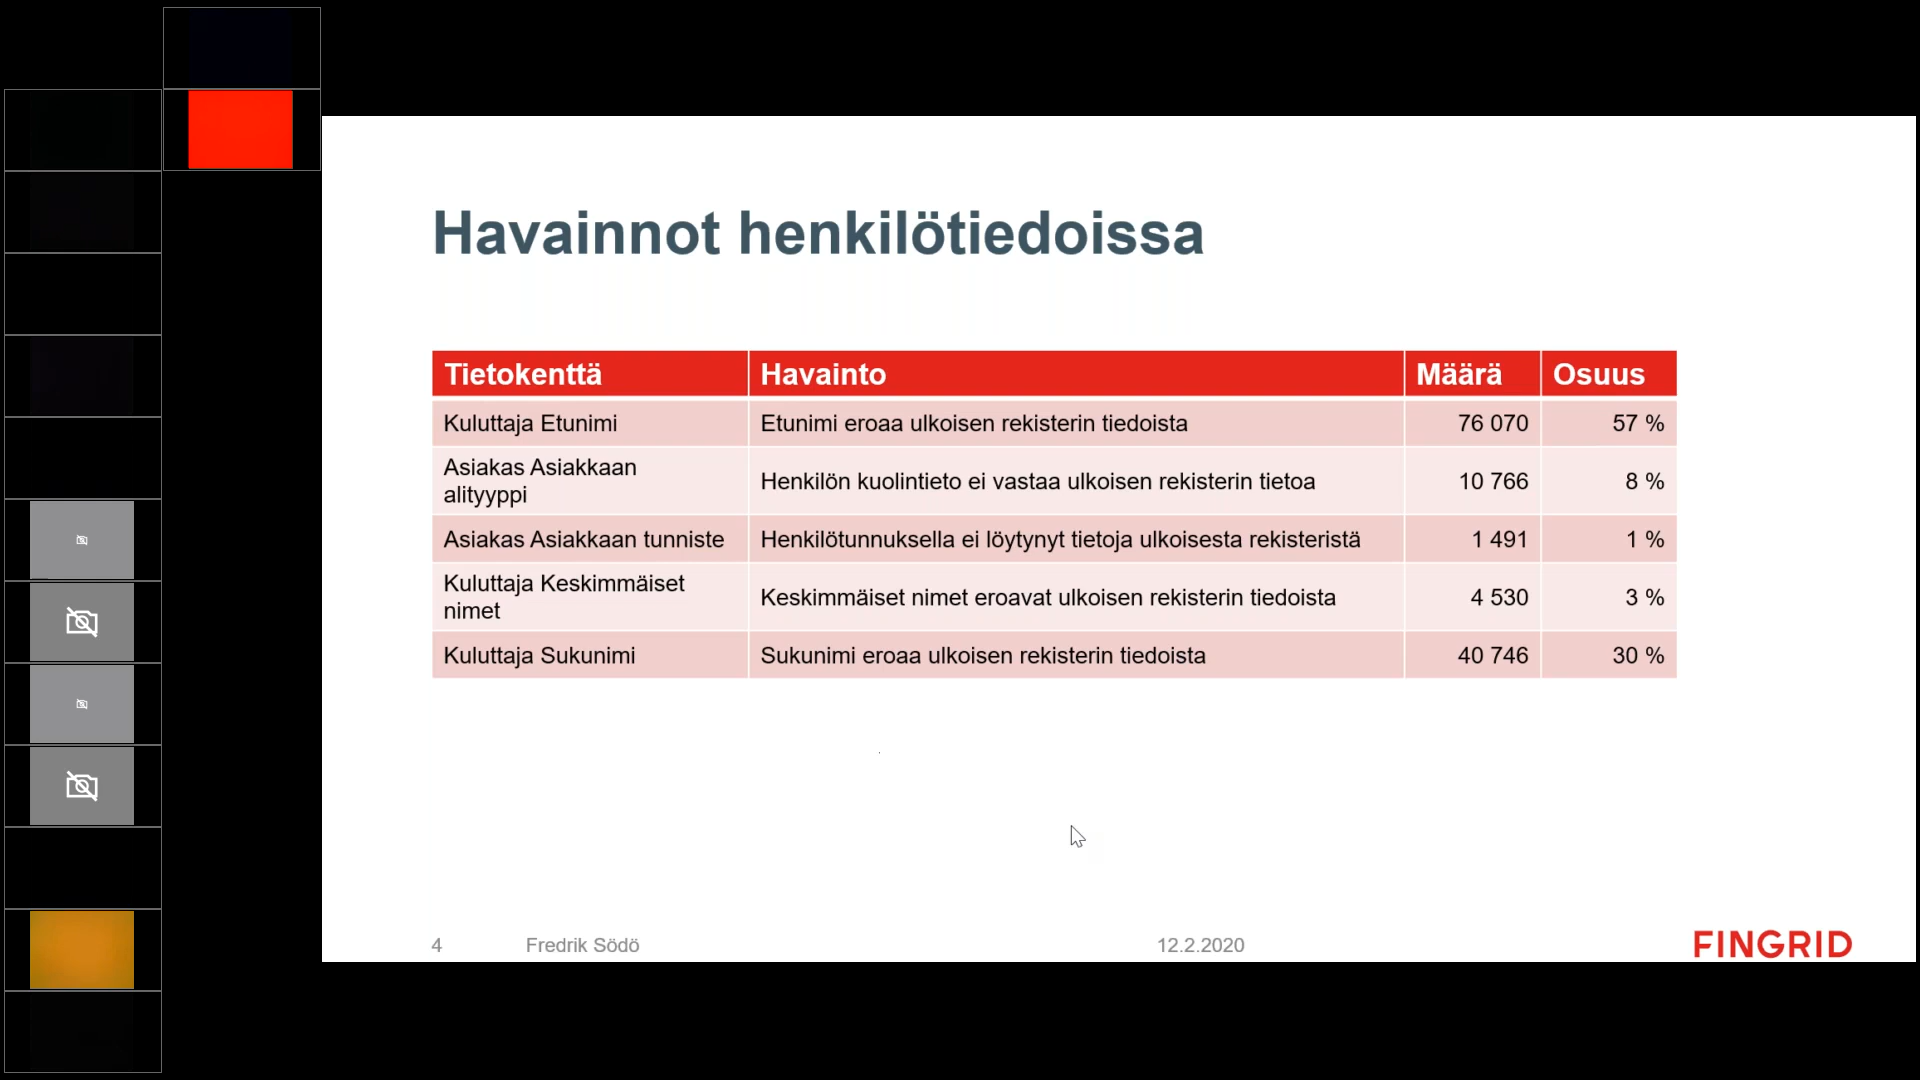 Havainnot henkilötiedoissa
Tietokenttä Havainto Määrä Osuus
Kuluttaja Etunimi Etunimi eroaa ulkoisen rekisterin tiedoista 76 070 57 %
Asiakas Asiakkaan
alityyppi Henkilön kuolintieto ei vastaa ulkoisen rekisterin tietoa 10 766 8 %
Asiakas Asiakkaan tunniste Henkilötunnuksella ei löytynyt tietoja ulkoisesta rekisteristä 1 491 1 %
Kuluttaja Keskimmäiset
nimet Keskimmäiset nimet eroavat ulkoisen rekisterin tiedoista 4 530 3 %
Kuluttaja Sukunimi Sukunimi eroaa ulkoisen rekisterin tiedoista 40 746 30 %
4 Fredrik Södö 12.2.2020 FINGRID